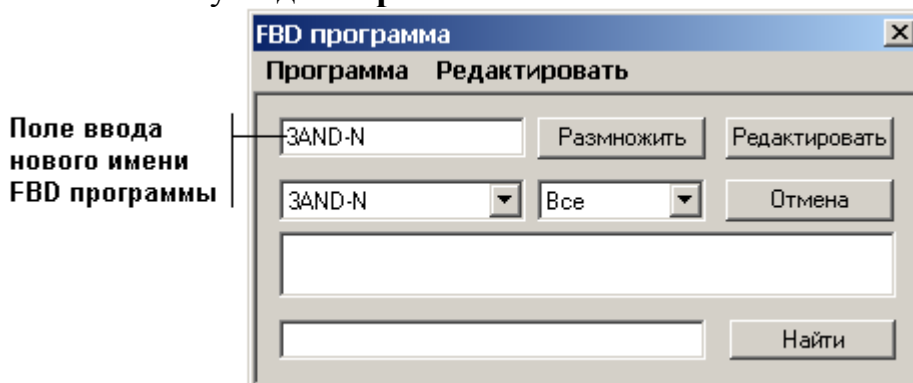 FBD программа
Программа Редактировать
Поле ввода
нового имени
FBD программы
3AND-N Размножить Редактировать
3AND-N Все Отмена
Найти